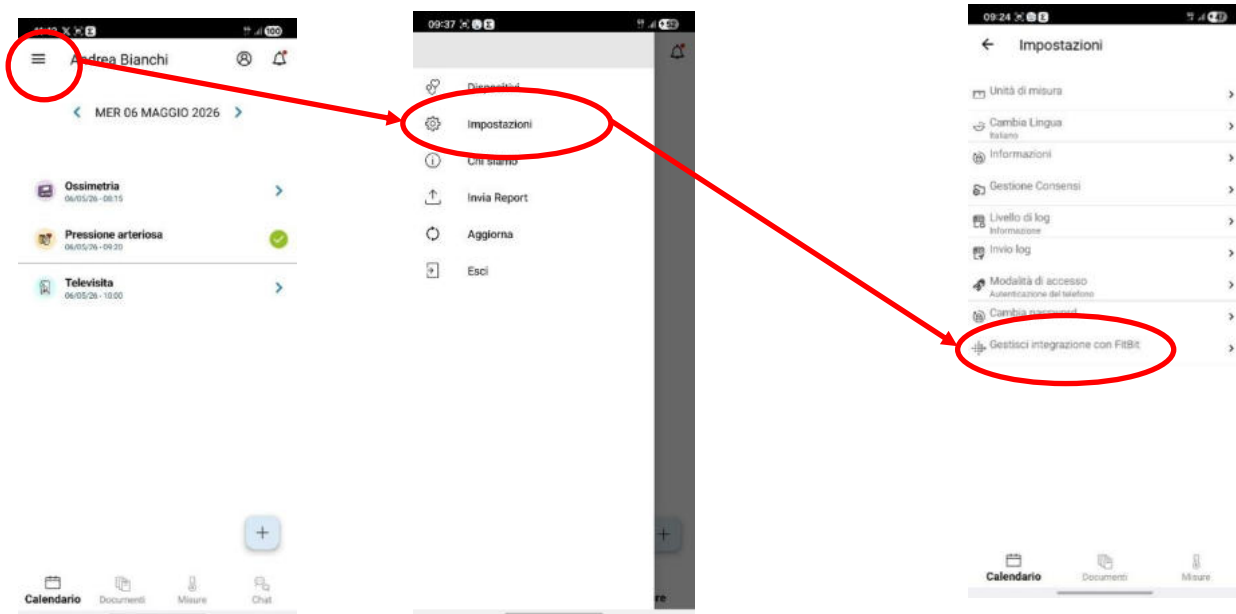 Andrea Bianchi
MER 06 MAGGIO 2026
Ossimetria
06/05/26 - 08:15
Pressione arteriosa
06/05/26 - 09:20
Televisita
06/05/26 - 10:00
+
Calendario
Documenti
Misure
Chat
09:37
Dispositivi
Impostazioni
Chi siamo
Invia Report
Aggiorna
Esci
+
re
09:24
Impostazioni
Unità di misura
Cambia Lingua
Italiano
Informazioni
Gestione Consensi
Livello di log
Informazione
Invio log
Modalità di accesso
Autenticazione del telefono
Cambia password
Gestisci integrazione con FitBit
Calendario
Documenti
Misure